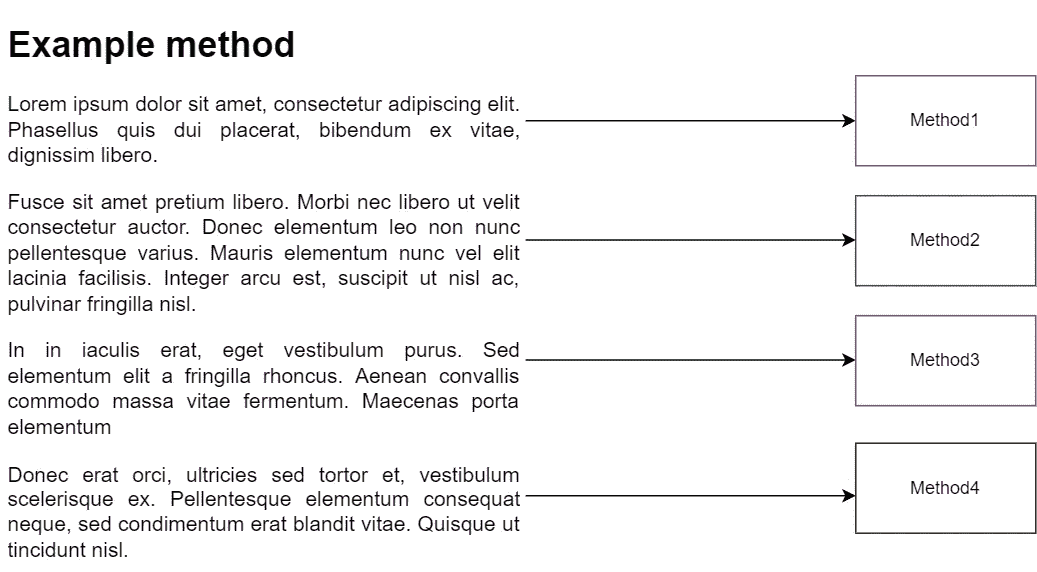 Example method
Lorem ipsum dolor sit amet, consectetur adipiscing elit.
Phasellus quis dui placerat, bibendum ex vitae,
dignissim libero.
Method1
Fusce sit amet pretium libero. Morbi nec libero ut velit
consectetur auctor. Donec elementum leo non nunc
pellentesque varius. Mauris elementum nunc vel elit
lacinia facilisis. Integer arcu est, suscipit ut nisl ac,
pulvinar fringilla nisl.
Method2
In in iaculis erat, eget vestibulum purus. Sed
elementum elit a fringilla rhoncus. Aenean convallis
commodo massa vitae fermentum. Maecenas porta
elementum
Method3
Donec erat orci, ultricies sed tortor et, vestibulum
scelerisque ex. Pellentesque elementum consequat
neque, sed condimentum erat blandit vitae. Quisque ut
tincidunt nisl.
Method4